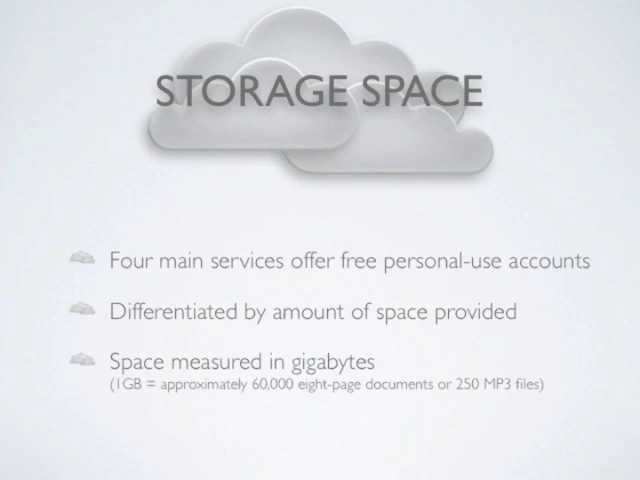 STORAGE SPACE
Four main services offer free personal-use accounts
Differentiated by amount of space provided
Space measured in gigabytes
(1GB = approximately 60,000 eight-page documents or 250 MP3 files)